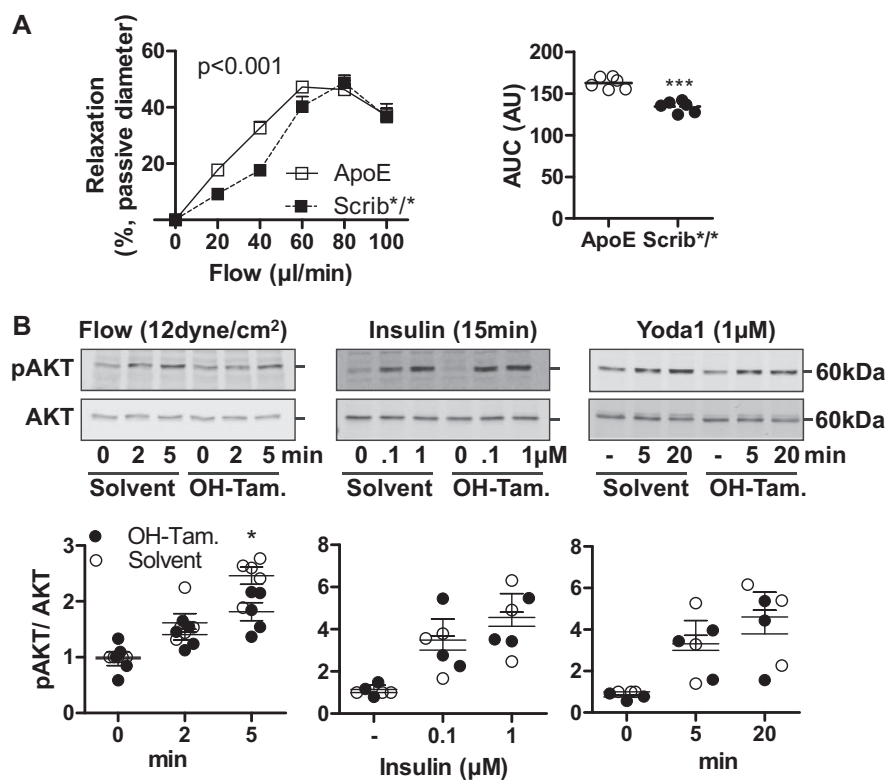 A
Relaxation
(%, passive diameter)
60
40
20
0
p<0.001
ApoE
Scrib*/*
0 20 40 60 80 100
Flow (µl/min)
AUC (AU)
200
150
100
50
0
***
ApoE Scrib*/*
B
Flow (12dyne/cm²)
Insulin (15min)
Yoda1 (1µM)
pAKT
60kDa
AKT
60kDa
0 2 5 0 2 5 min
Solvent OH-Tam.
0 .1 1 0 .1 1µM
Solvent OH-Tam.
- 5 20 - 5 20 min
Solvent OH-Tam.
pAKT/ AKT
3
2
1
0
OH-Tam.
Solvent
*
0 2 5
min
8
6
4
2
0
- 0.1 1
Insulin (µM)
8
6
4
2
0
0 5 20
min